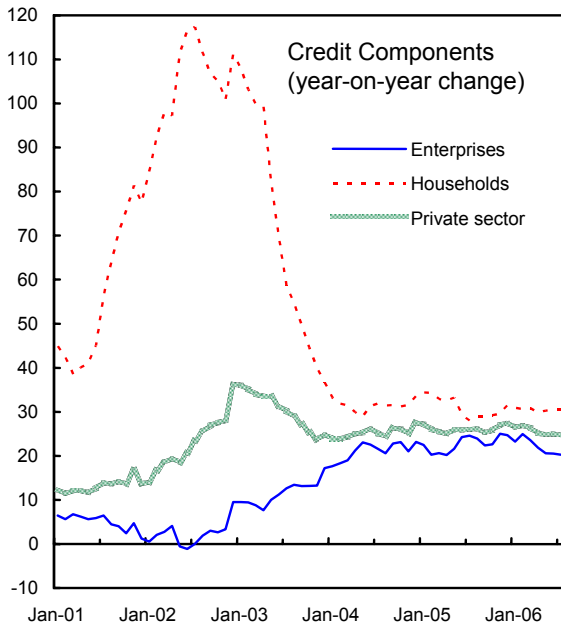 120
110
100
90
80
70
60
50
40
30
20
10
0
-10
Credit Components
(year-on-year change)
Enterprises
Households
Private sector
Jan-01 Jan-02 Jan-03 Jan-04 Jan-05 Jan-06